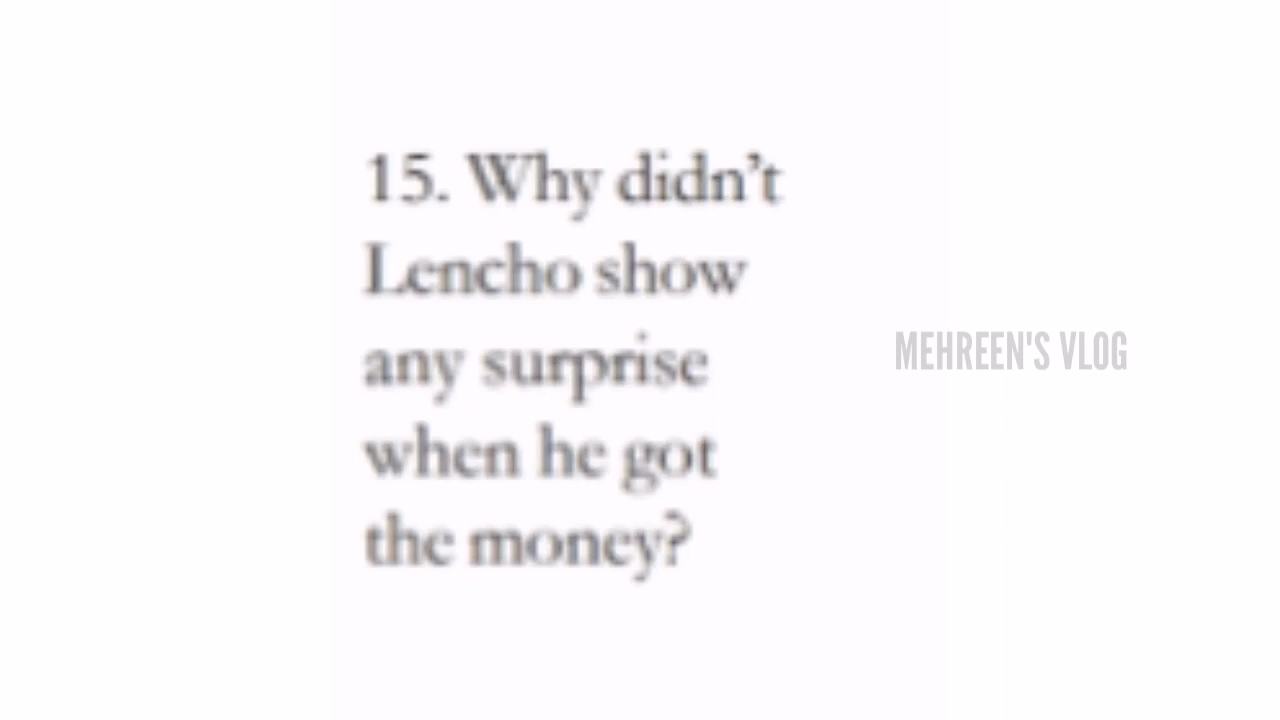 15. Why didn't
Lencho show
any surprise
when he got
the money?
MEHREEN'S VLOG